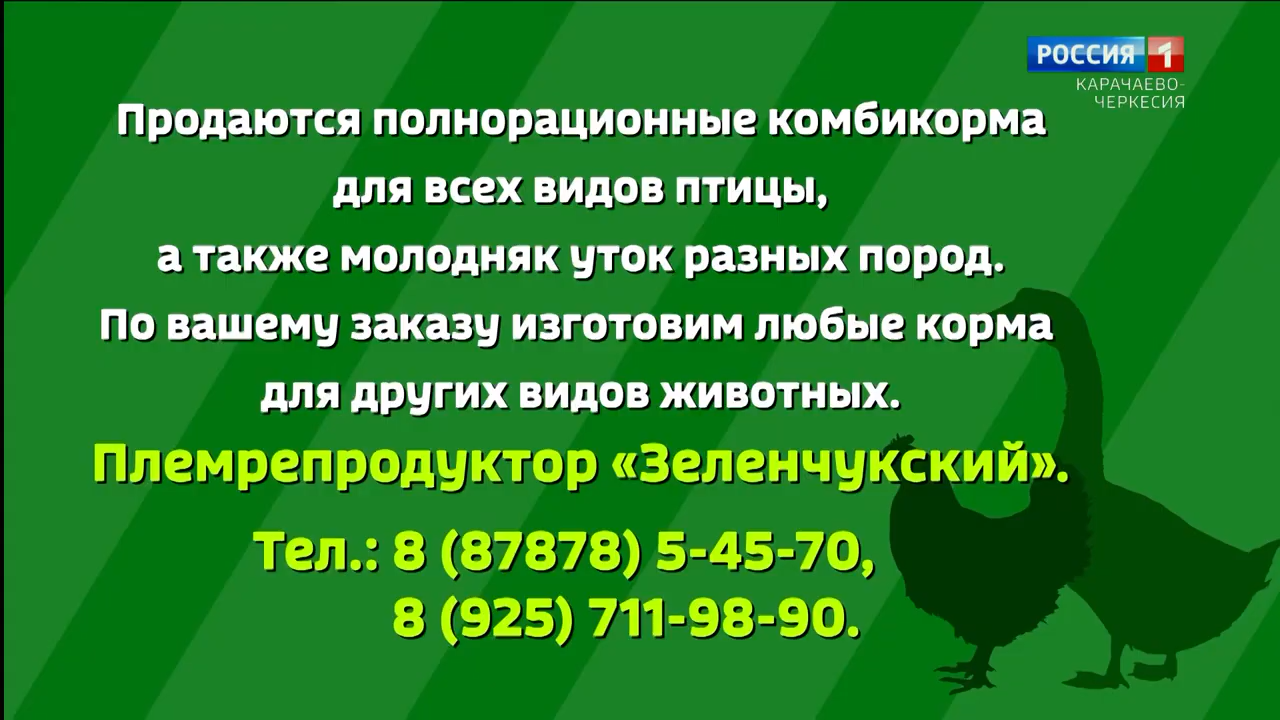 РОССИЯ 1
КАРАЧАЕВО-
ЧЕРКЕСИЯ
Продаются полнорационные комбикорма
для всех видов птицы,
а также молодняк уток разных пород.
По вашему заказу изготовим любые корма
для других видов животных.
Племрепродуктор «Зеленчукский».
Тел.: 8 (87878) 5-45-70,
8 (925) 711-98-90.